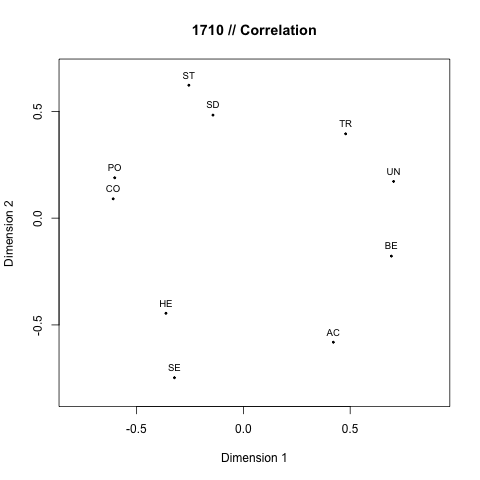 1710 // Correlation
ST
SD
TR
PO
UN
CO
BE
HE
AC
SE
0.5
0.0
-0.5
Dimension 2
-0.5 0.0 0.5
Dimension 1